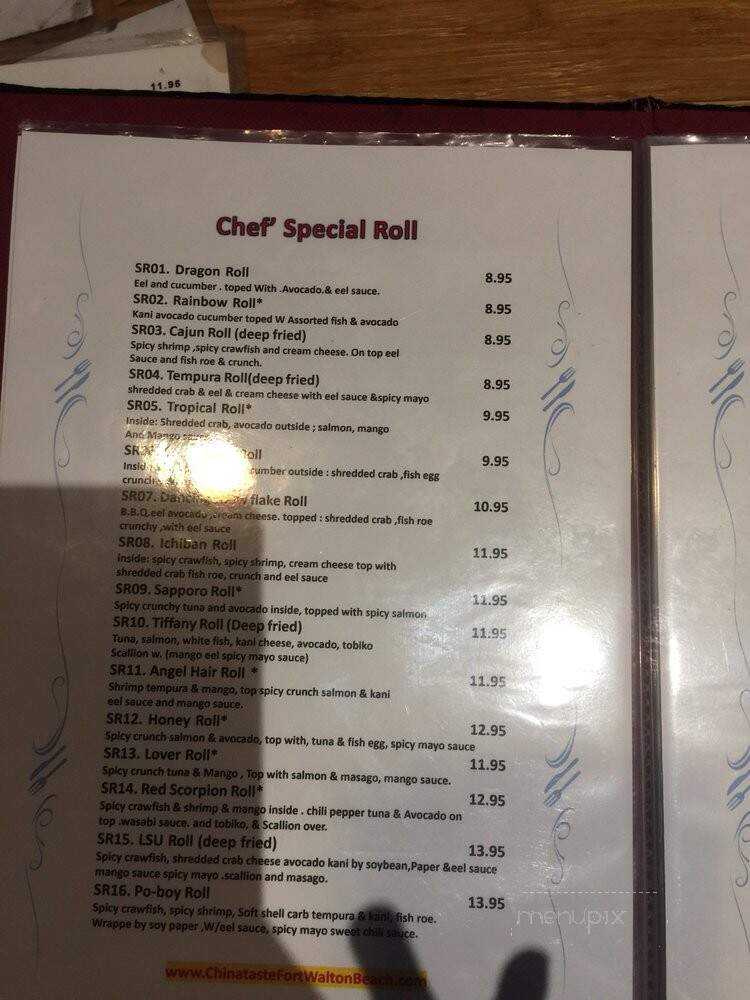 11.95
Chef' Special Roll
SR01. Dragon Roll 8.95
Eel and cucumber . toped With .Avocado.& eel sauce.
SR02. Rainbow Roll* 8.95
Kani avocado cucumber toped W Assorted fish & avocado
SR03. Cajun Roll (deep fried) 8.95
Spicy shrimp ,spicy crawfish and cream cheese. On top eel
Sauce and fish roe & crunch.
SR04. Tempura Roll(deep fried) 8.95
shredded crab & eel & cream cheese with eel sauce &spicy mayo
SR05. Tropical Roll* 9.95
Inside: Shredded crab, avocado outside ; salmon, mango
And Mango sauce
Roll 9.95
cucumber outside : shredded crab ,fish egg
SR07. Dancing flake Roll 10.95
B.B.Q.eel avocado ,cream cheese. topped : shredded crab ,fish roe
crunchy ,with eel sauce
SR08. Ichiban Roll 11.95
Inside: spicy crawfish, spicy shrimp, cream cheese top with
shredded crab fish roe, crunch and eel sauce
SR09. Sapporo Roll* 11.95
Spicy crunchy tuna and avocado inside, topped with spicy salmon
SR10. Tiffany Roll (Deep fried) 11.95
Tuna, salmon, white fish, kani cheese, avocado, tobiko
Scallion w. (mango eel spicy mayo sauce)
SR11. Angel Hair Roll * 11.95
Shrimp tempura & mango, top spicy crunch salmon & kani
eel sauce and mango sauce.
SR12. Honey Roll* 12.95
Spicy crunch salmon & avocado, top with, tuna & fish egg, spicy mayo sauce
SR13. Lover Roll* 11.95
Spicy crunch tuna & Mango , Top with salmon & masago, mango sauce.
SR14. Red Scorpion Roll* 12.95
Spicy crawfish & shrimp & mango inside . chili pepper tuna & Avocado on
top .wasabi sauce. and tobiko, & Scallion over.
SR15. LSU Roll (deep fried) 13.95
Spicy crawfish, shredded crab cheese avocado kani by soybean,Paper &eel sauce
mango sauce spicy mayo .scallion and masago.
SR16. Po-boy Roll 13.95
Spicy crawfish, spicy shrimp, Soft shell carb tempura & kani, fish roe.
Wrappe by soy paper ,W/eel sauce, spicy mayo sweet chili sauce.
www.ChinatasteFortWaltonBeach.com
menupix